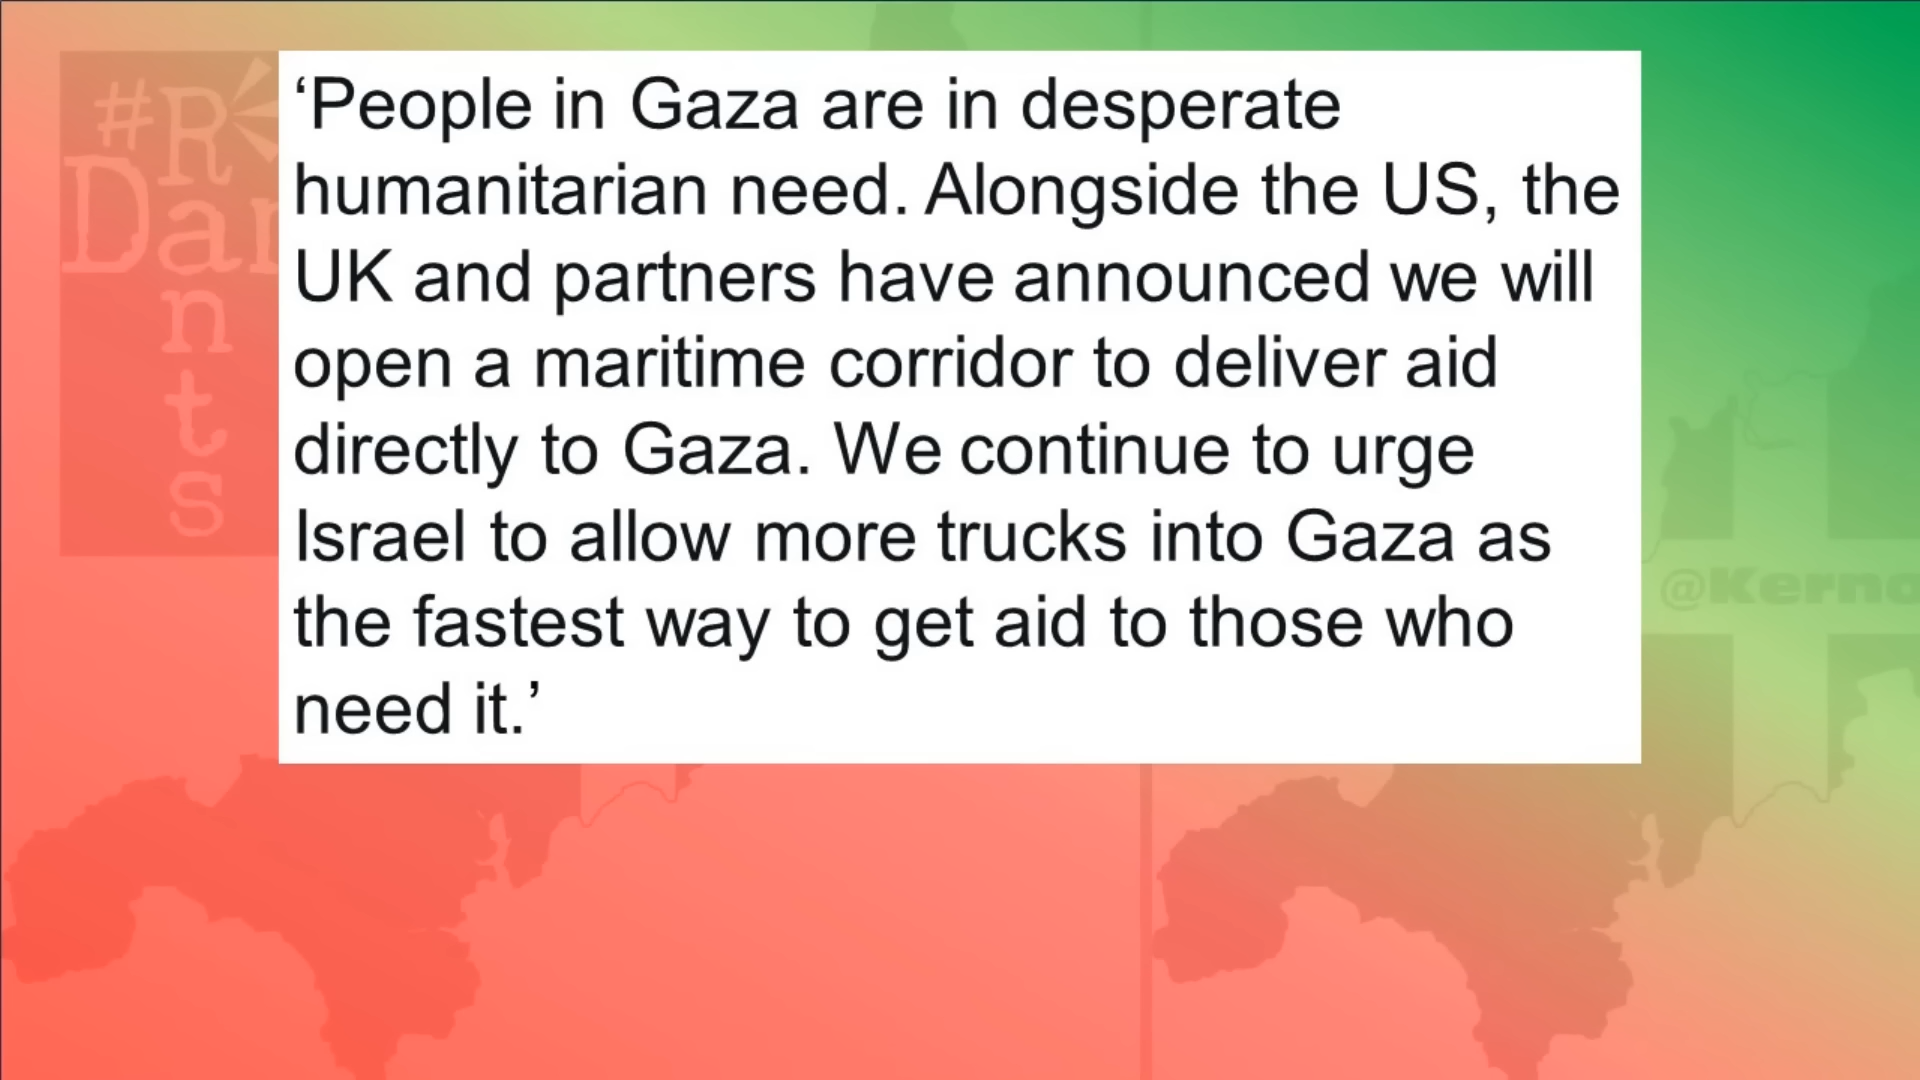 ‘People in Gaza are in desperate
humanitarian need. Alongside the US, the
UK and partners have announced we will
open a maritime corridor to deliver aid
directly to Gaza. We continue to urge
Israel to allow more trucks into Gaza as
the fastest way to get aid to those who
need it.’